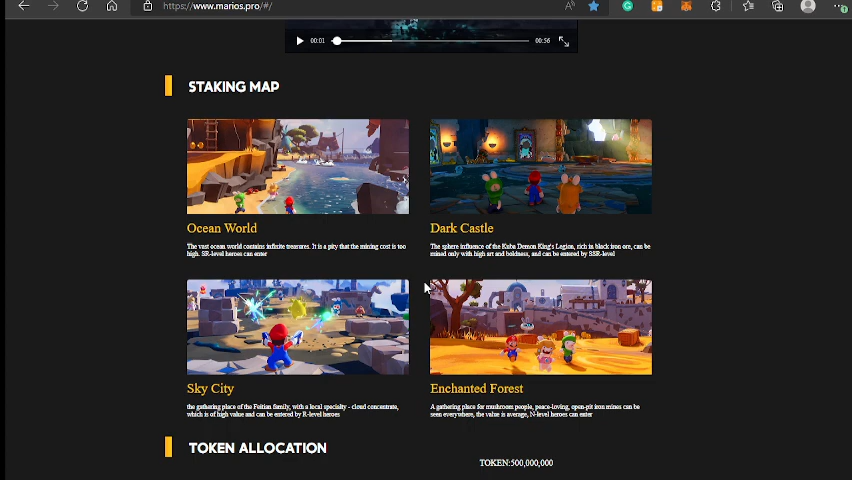 https://www.marios.pro/#/
00:01
00:56
STAKING MAP
Ocean World
The vast ocean world contains infinite treasures. It is a pity that the mining cost is too
high. SR-level heroes can enter
Dark Castle
The sphere influence of the Kuba Demon King's Legion, rich in black iron ore, can be
mined only with high art and boldness, and can be entered by SSR-level
Sky City
the gathering place of the Feitian family, with a local specialty - cloud concentrate,
which is of high value and can be entered by R-level heroes
Enchanted Forest
A gathering place for mushroom people, peace-loving, open-pit iron mines can be
seen everywhere, the value is average, N-level heroes can enter
TOKEN ALLOCATION
TOKEN:500,000,000